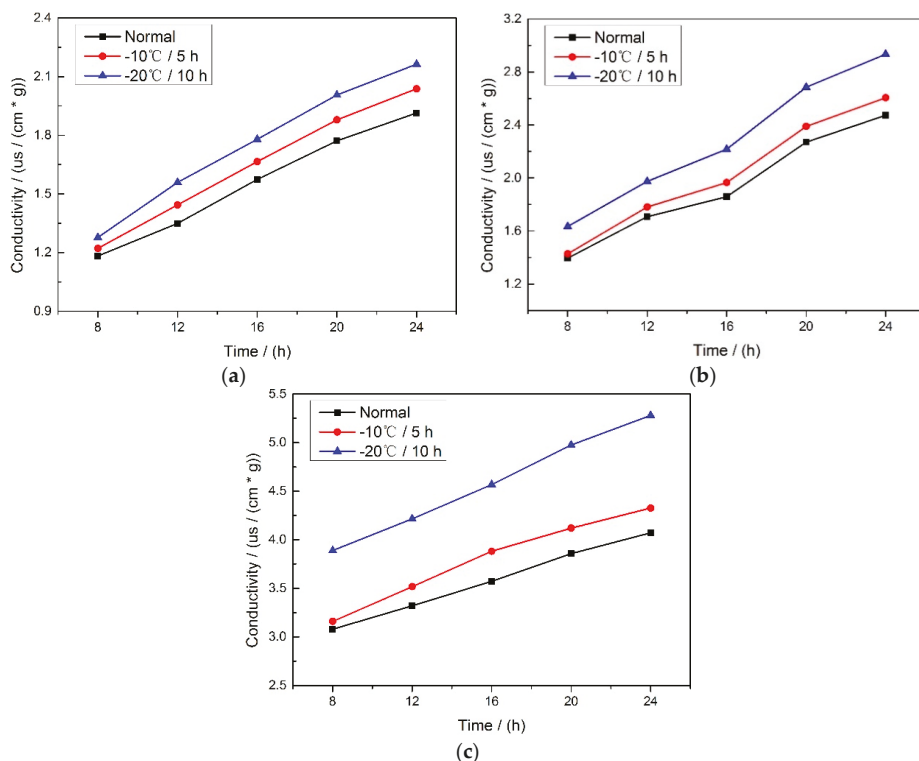 Normal
-10℃ / 5 h
-20℃ / 10 h
Conductivity / (us / (cm * g))
2.4
2.1
1.8
1.5
1.2
0.9
8 12 16 20 24
Time / (h)
(a)
Normal
-10℃ / 5 h
-20℃ / 10 h
Conductivity / (us / (cm * g))
3.2
2.8
2.4
2.0
1.6
1.2
8 12 16 20 24
Time / (h)
(b)
Normal
-10℃ / 5 h
-20℃ / 10 h
Conductivity / (us / (cm * g))
5.5
5.0
4.5
4.0
3.5
3.0
2.5
8 12 16 20 24
Time / (h)
(c)